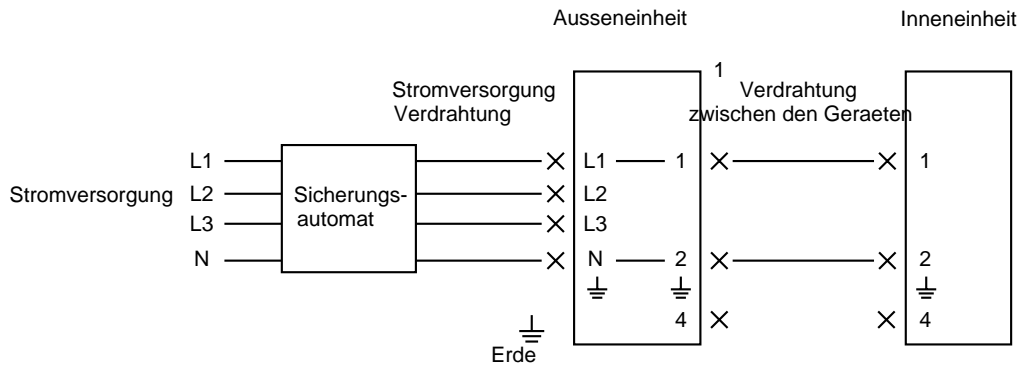 Ausseneinheit
Inneneinheit
1
Stromversorgung
Verdrahtung
Verdrahtung
zwischen den Geraeten
L1
L1
1
1
Stromversorgung
L2
Sicherungs-
automat
L2
L3
L3
N
N
2
2
4
4
Erde